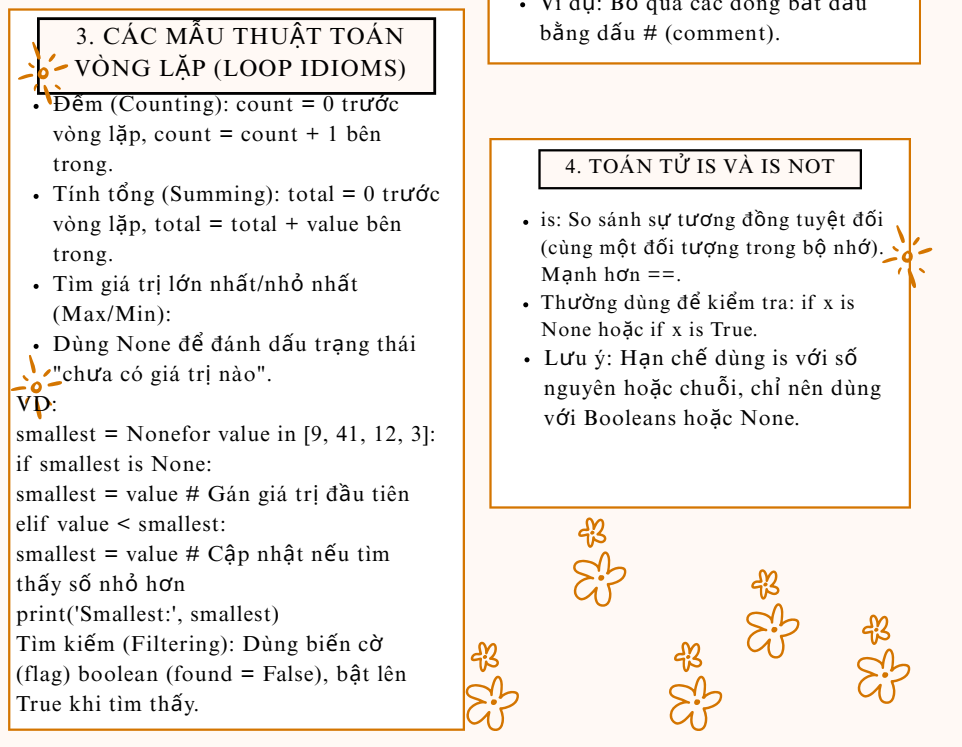 3. CÁC MẪU THUẬT TOÁN
VÒNG LẶP (LOOP IDIOMS)
• Đếm (Counting): count = 0 trước
vòng lặp, count = count + 1 bên
trong.
• Tính tổng (Summing): total = 0 trước
vòng lặp, total = total + value bên
trong.
• Tìm giá trị lớn nhất/nhỏ nhất
(Max/Min):
• Dùng None để đánh dấu trạng thái
"chưa có giá trị nào".
VD:
smallest = Nonefor value in [9, 41, 12, 3]:
if smallest is None:
smallest = value # Gán giá trị đầu tiên
elif value < smallest:
smallest = value # Cập nhật nếu tìm
thấy số nhỏ hơn
print('Smallest:', smallest)
Tìm kiếm (Filtering): Dùng biến cờ
(flag) boolean (found = False), bật lên
True khi tìm thấy.
• Ví dụ: Bỏ qua các dòng bắt đầu
bằng dấu # (comment).
4. TOÁN TỬ IS VÀ IS NOT
• is: So sánh sự tương đồng tuyệt đối
(cùng một đối tượng trong bộ nhớ).
Mạnh hơn ==.
• Thường dùng để kiểm tra: if x is
None hoặc if x is True.
• Lưu ý: Hạn chế dùng is với số
nguyên hoặc chuỗi, chỉ nên dùng
với Booleans hoặc None.